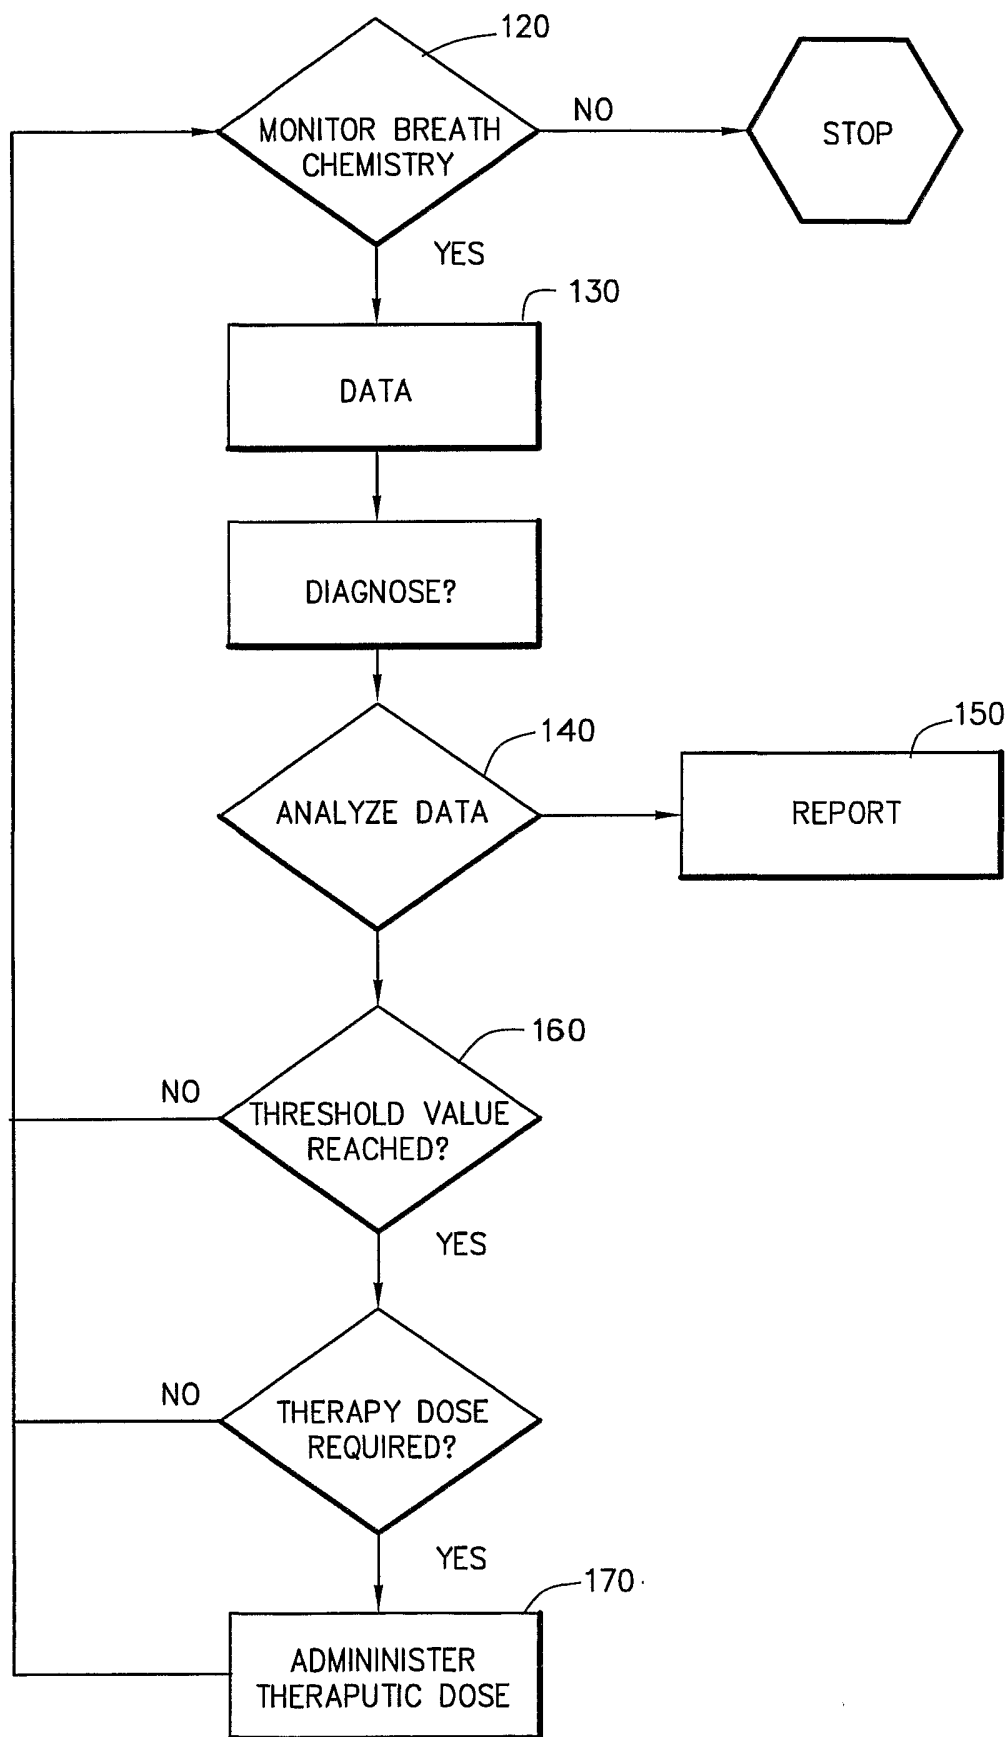 120
MONITOR BREATH
CHEMISTRY
NO
STOP
YES
130
DATA
DIAGNOSE?
140
ANALYZE DATA
150
REPORT
160
NO
THRESHOLD VALUE
REACHED?
YES
NO
THERAPY DOSE
REQUIRED?
YES
170
ADMININISTER
THERAPUTIC DOSE